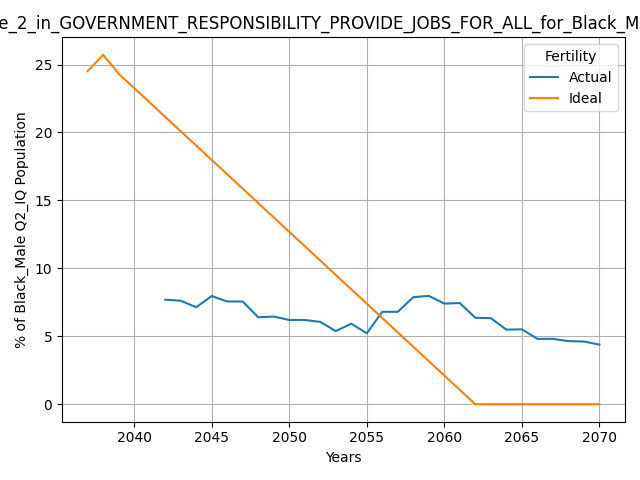 e_2_in_GOVERNMENT_RESPONSIBILITY_PROVIDE_JOBS_FOR_ALL_for_Black_M
Fertility
Actual
Ideal
% of Black_Male Q2_IQ Population
25
20
15
10
5
0
2040 2045 2050 2055 2060 2065 2070
Years